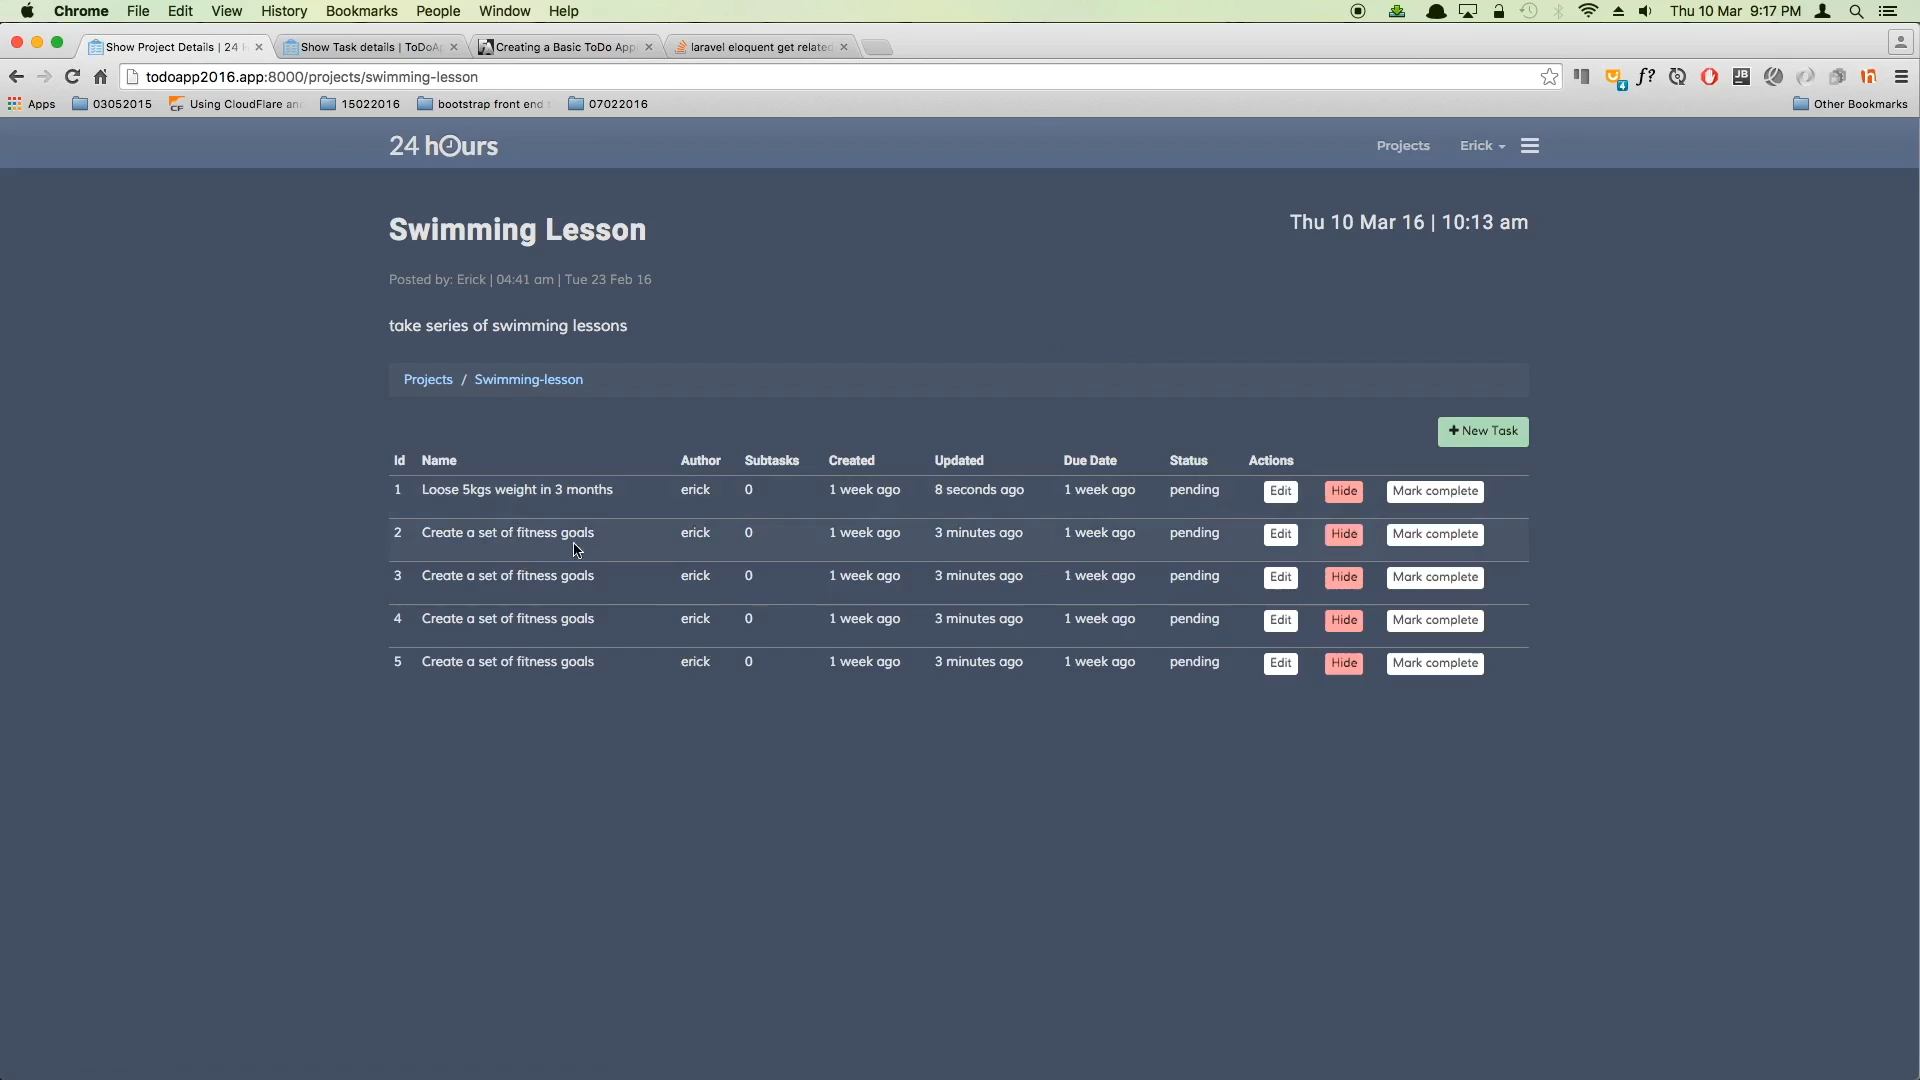 Chrome File Edit View History Bookmarks People Window Help Thu 10 Mar 9:17 PM
Show Project Details | 24 Show Task details | ToDoA Creating a Basic ToDo App laravel eloquent get related
todoapp2016.app:8000/projects/swimming-lesson f? 4 JB
Apps 03052015 CF Using CloudFlare an 15022016 bootstrap front end 07022016 Other Bookmarks
24 hours Projects Erick
Swimming Lesson Thu 10 Mar 16 | 10:13 am
Posted by: Erick | 04:41 am | Tue 23 Feb 16
take series of swimming lessons
Projects / Swimming-lesson
+ New Task
Id Name Author Subtasks Created Updated Due Date Status Actions
1 Loose 5kgs weight in 3 months erick 0 1 week ago 8 seconds ago 1 week ago pending Edit Hide Mark complete
2 Create a set of fitness goals erick 0 1 week ago 3 minutes ago 1 week ago pending Edit Hide Mark complete
3 Create a set of fitness goals erick 0 1 week ago 3 minutes ago 1 week ago pending Edit Hide Mark complete
4 Create a set of fitness goals erick 0 1 week ago 3 minutes ago 1 week ago pending Edit Hide Mark complete
5 Create a set of fitness goals erick 0 1 week ago 3 minutes ago 1 week ago pending Edit Hide Mark complete